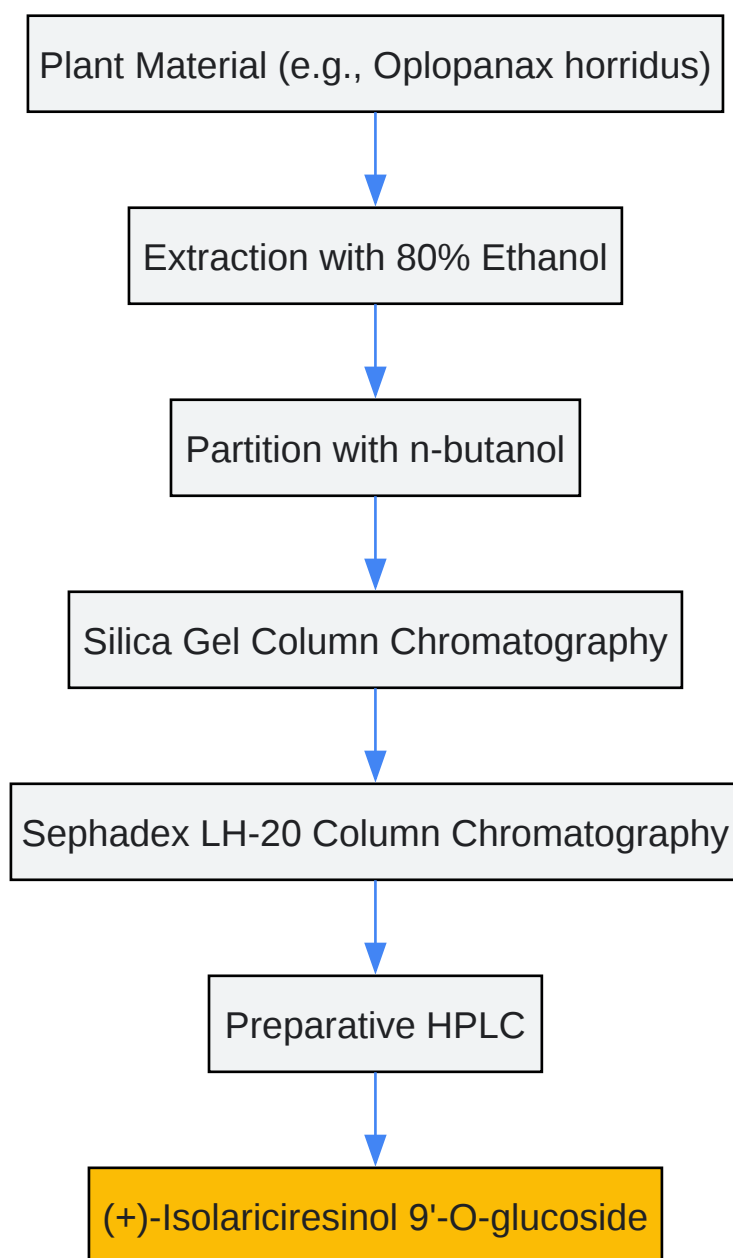 Plant Material (e.g., Oplopanax horridus)
Extraction with 80% Ethanol
Partition with n-butanol
Silica Gel Column Chromatography
Sephadex LH-20 Column Chromatography
Preparative HPLC
(+)-Isolariciresinol 9'-O-glucoside